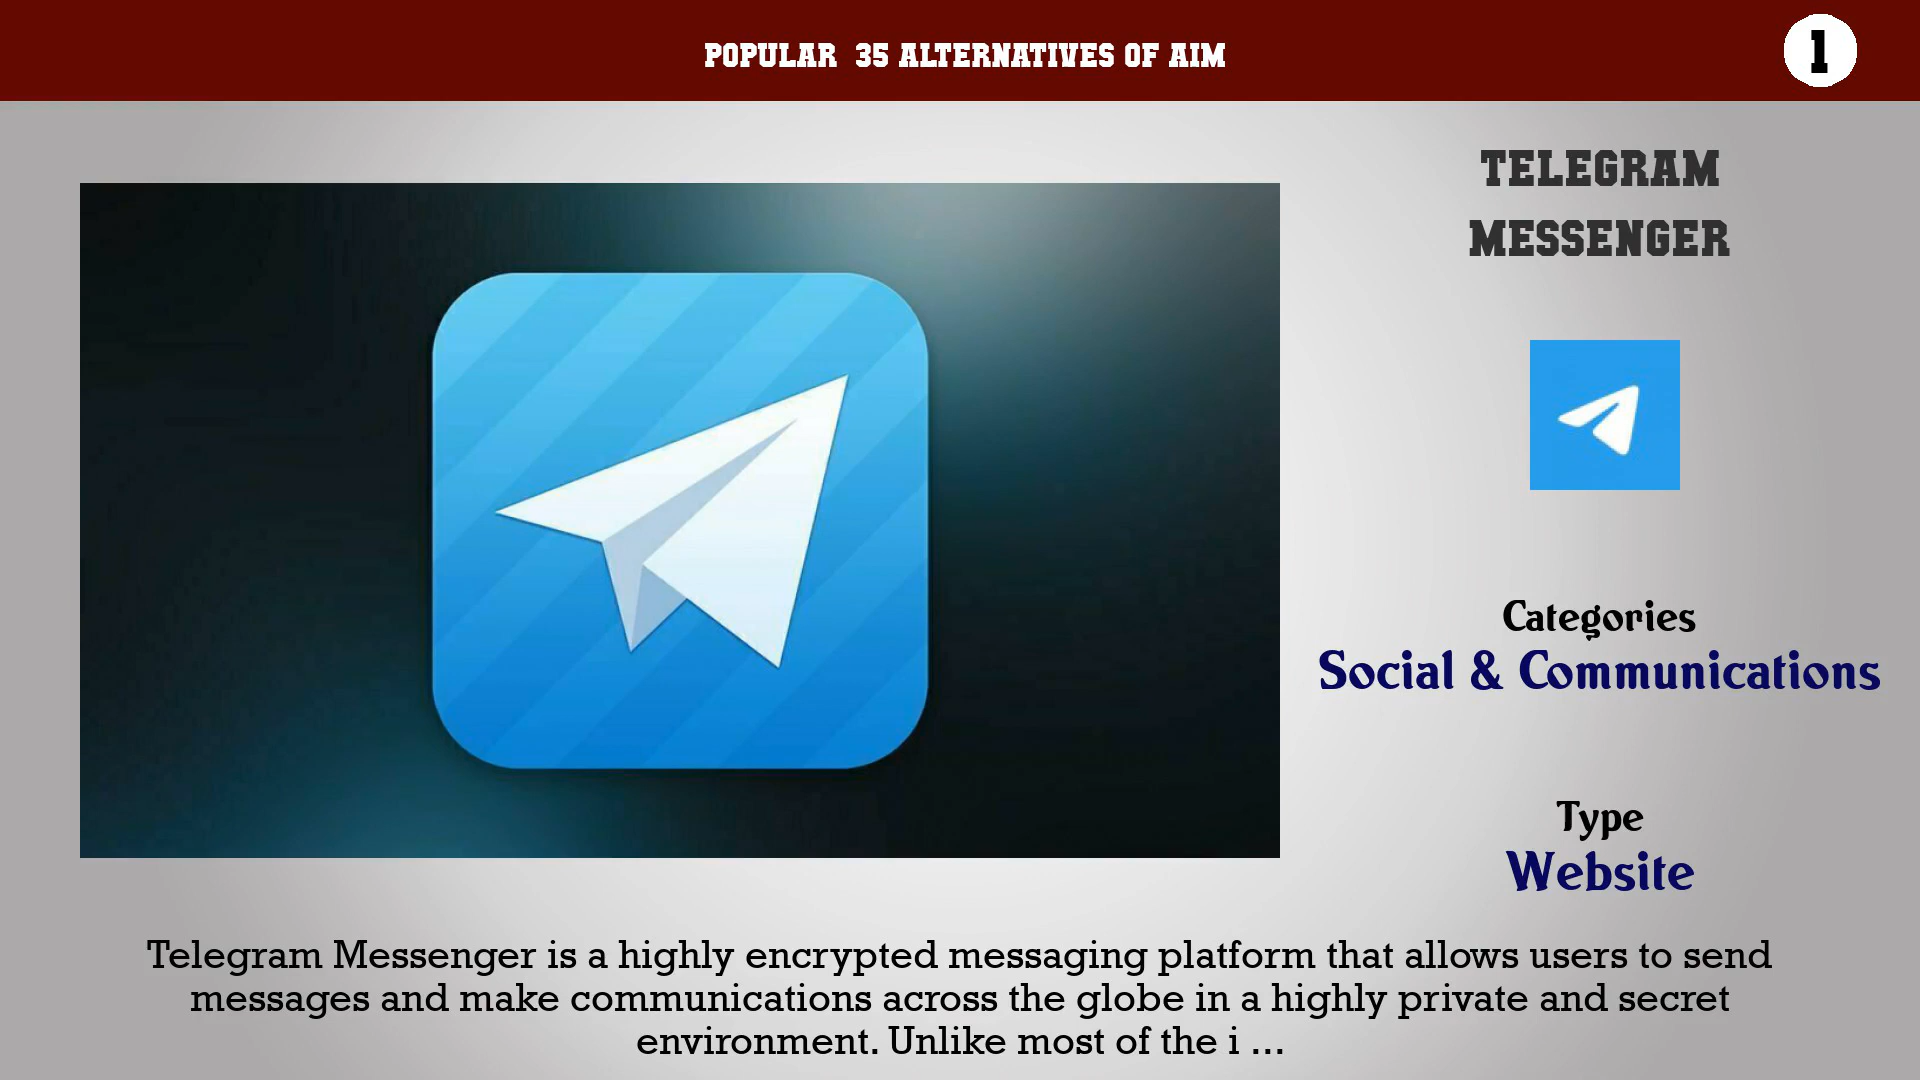 POPULAR 35 ALTERNATIVES OF AIM
1
TELEGRAM
MESSENGER
Categories
Social & Communications
Type
Website
Telegram Messenger is a highly encrypted messaging platform that allows users to send
messages and make communications across the globe in a highly private and secret
environment. Unlike most of the i ...